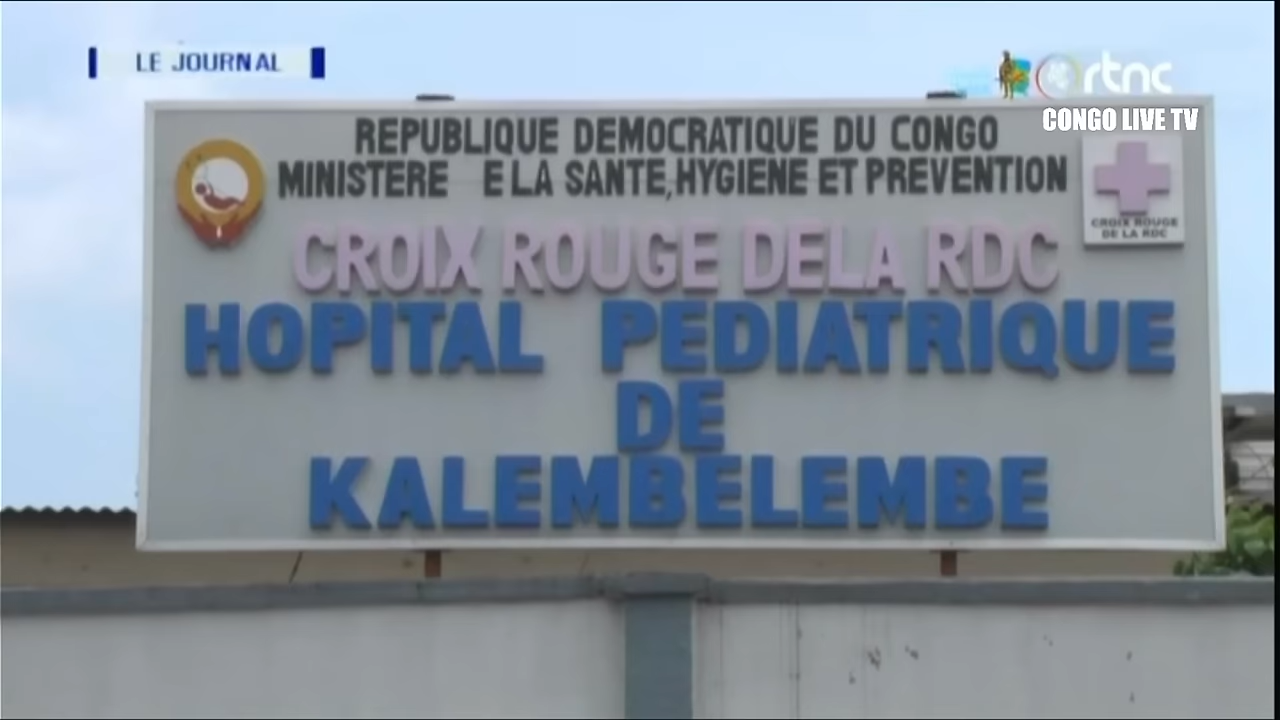 LE JOURNAL
rtnc
CONGO LIVE TV
REPUBLIQUE DEMOCRATIQUE DU CONGO
MINISTERE E LA SANTE, HYGIENE ET PREVENTION
CROIX ROUGE DELA RDC
CROIX ROUGE
DE LA RDC
HOPITAL PEDIATRIQUE
DE
KALEMBELEMBE